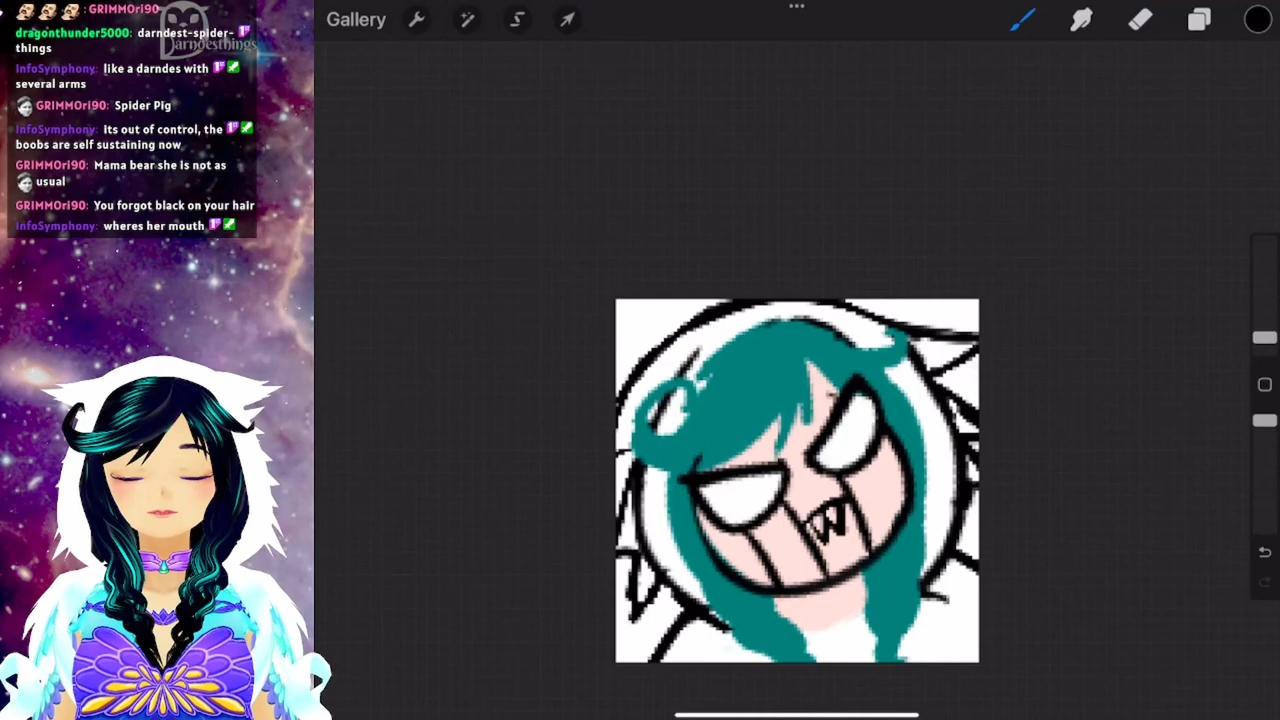 : GRIMMOri90
dragonthunder5000: darndest-spider-
things
InfoSymphony: like a darndes with
several arms
GRIMMOri90: Spider Pig
InfoSymphony: Its out of control, the
boobs are self sustaining now
GRIMMOri90: Mama bear she is not as
usual
GRIMMOri90: You forgot black on your hair
InfoSymphony: wheres her mouth
Darndesthings
Gallery
W